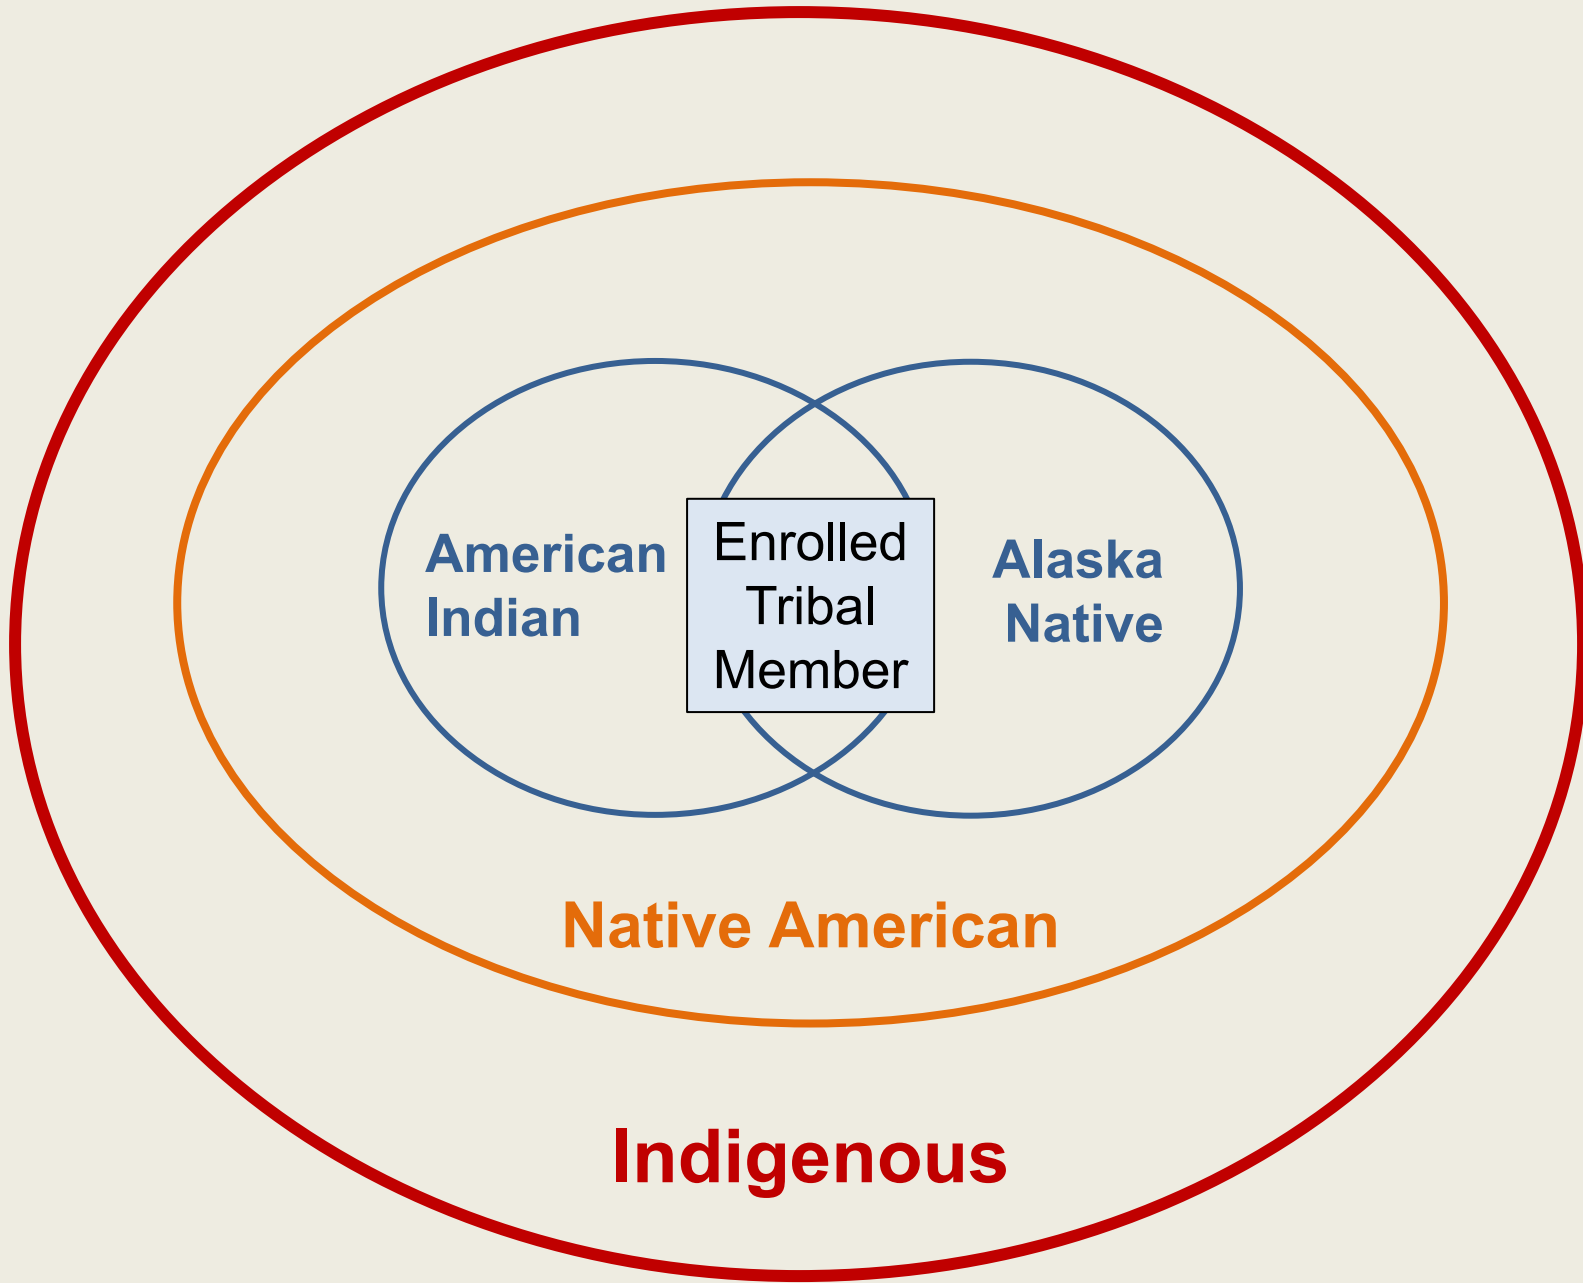 American
Indian
Enrolled
Tribal
Member
Alaska
Native
Native American
Indigenous